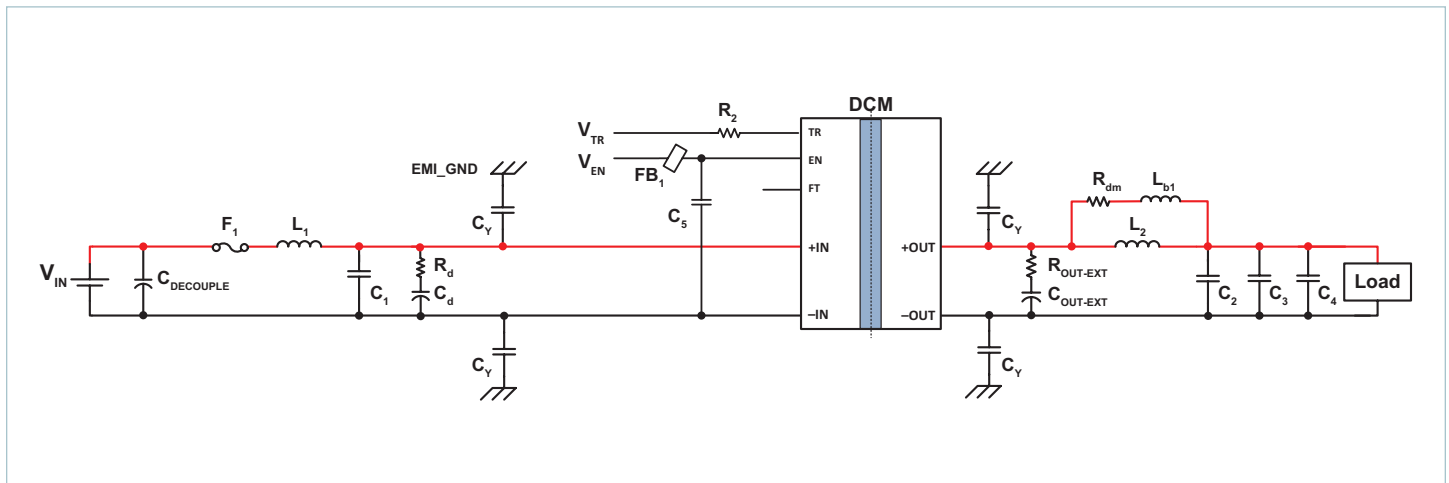 DCM
R2
VTR
TR
VEN
EN
FB1
FT
EMI_GND
CY
C5
CY
Rdm
Lb1
F1
L1
L2
+IN
+OUT
VIN
CDECOUPLE
C1
Rd
Cd
ROUT-EXT
COUT-EXT
C2
C3
C4
Load
–IN
–OUT
CY
CY